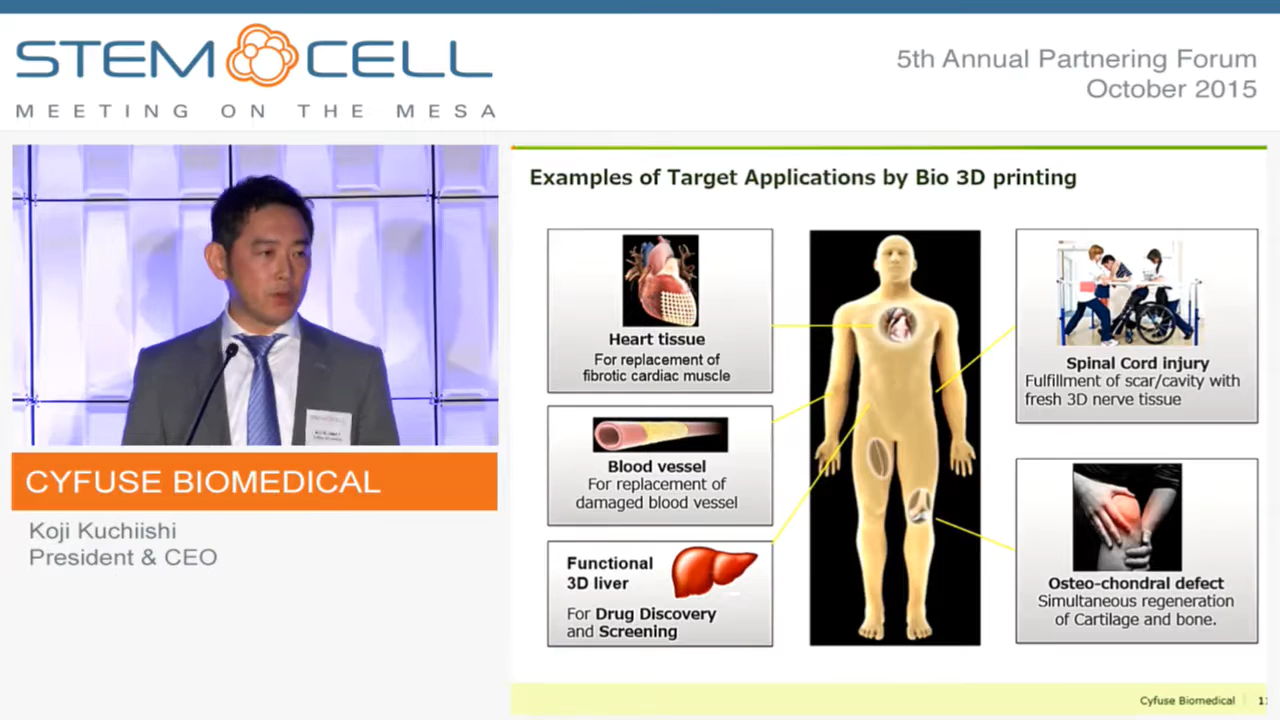 STEM CELL
MEETING ON THE MESA
5th Annual Partnering Forum
October 2015
CYFUSE BIOMEDICAL
Koji Kuchiishi
President & CEO
Examples of Target Applications by Bio 3D printing
Heart tissue
For replacement of
fibrotic cardiac muscle
Blood vessel
For replacement of
damaged blood vessel
Functional
3D liver
For Drug Discovery
and Screening
Spinal Cord injury
Fulfillment of scar/cavity with
fresh 3D nerve tissue
Osteo-chondral defect
Simultaneous regeneration
of Cartilage and bone.
Cyfuse Biomedical